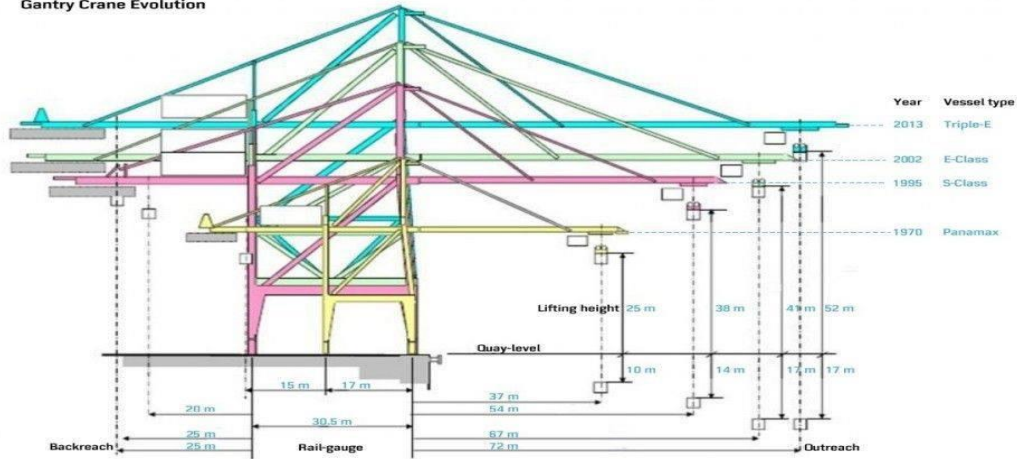 Gantry Crane Evolution
Year Vessel type
2013 Triple-E
2002 E-Class
1995 S-Class
1970 Panamax
Lifting height 25 m 38 m 41 m 52 m
Quay-level
10 m 14 m 17 m 17 m
15 m 17 m
37 m
20 m 54 m
30,5 m
25 m 67 m
Backreach 25 m Rail-gauge 72 m Outreach